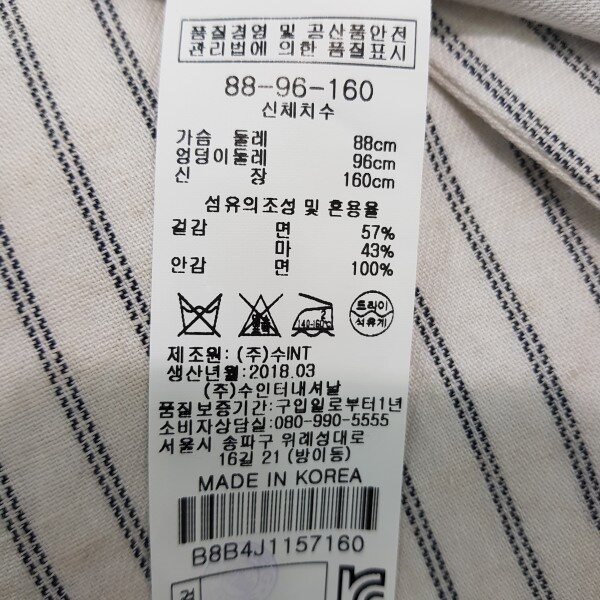 품질경영 및 공산품안전
관리법에 의한 품질표시
88-96-160
신체치수
가슴 둘레 88cm
엉덩이둘레 96cm
신 장 160cm
섬유의조성 및 혼용율
겉감 면 57%
마 43%
안감 면 100%
140-160℃
드라이
석유계
제조원: (주)수INT
생산년월:2018.03
(주)수인터내셔날
품질보증기간:구입일로부터1년
소비자상담실:080-990-5555
서울시 송파구 위례성대로
16길 21 (방이동)
MADE IN KOREA
B8B4J1157160